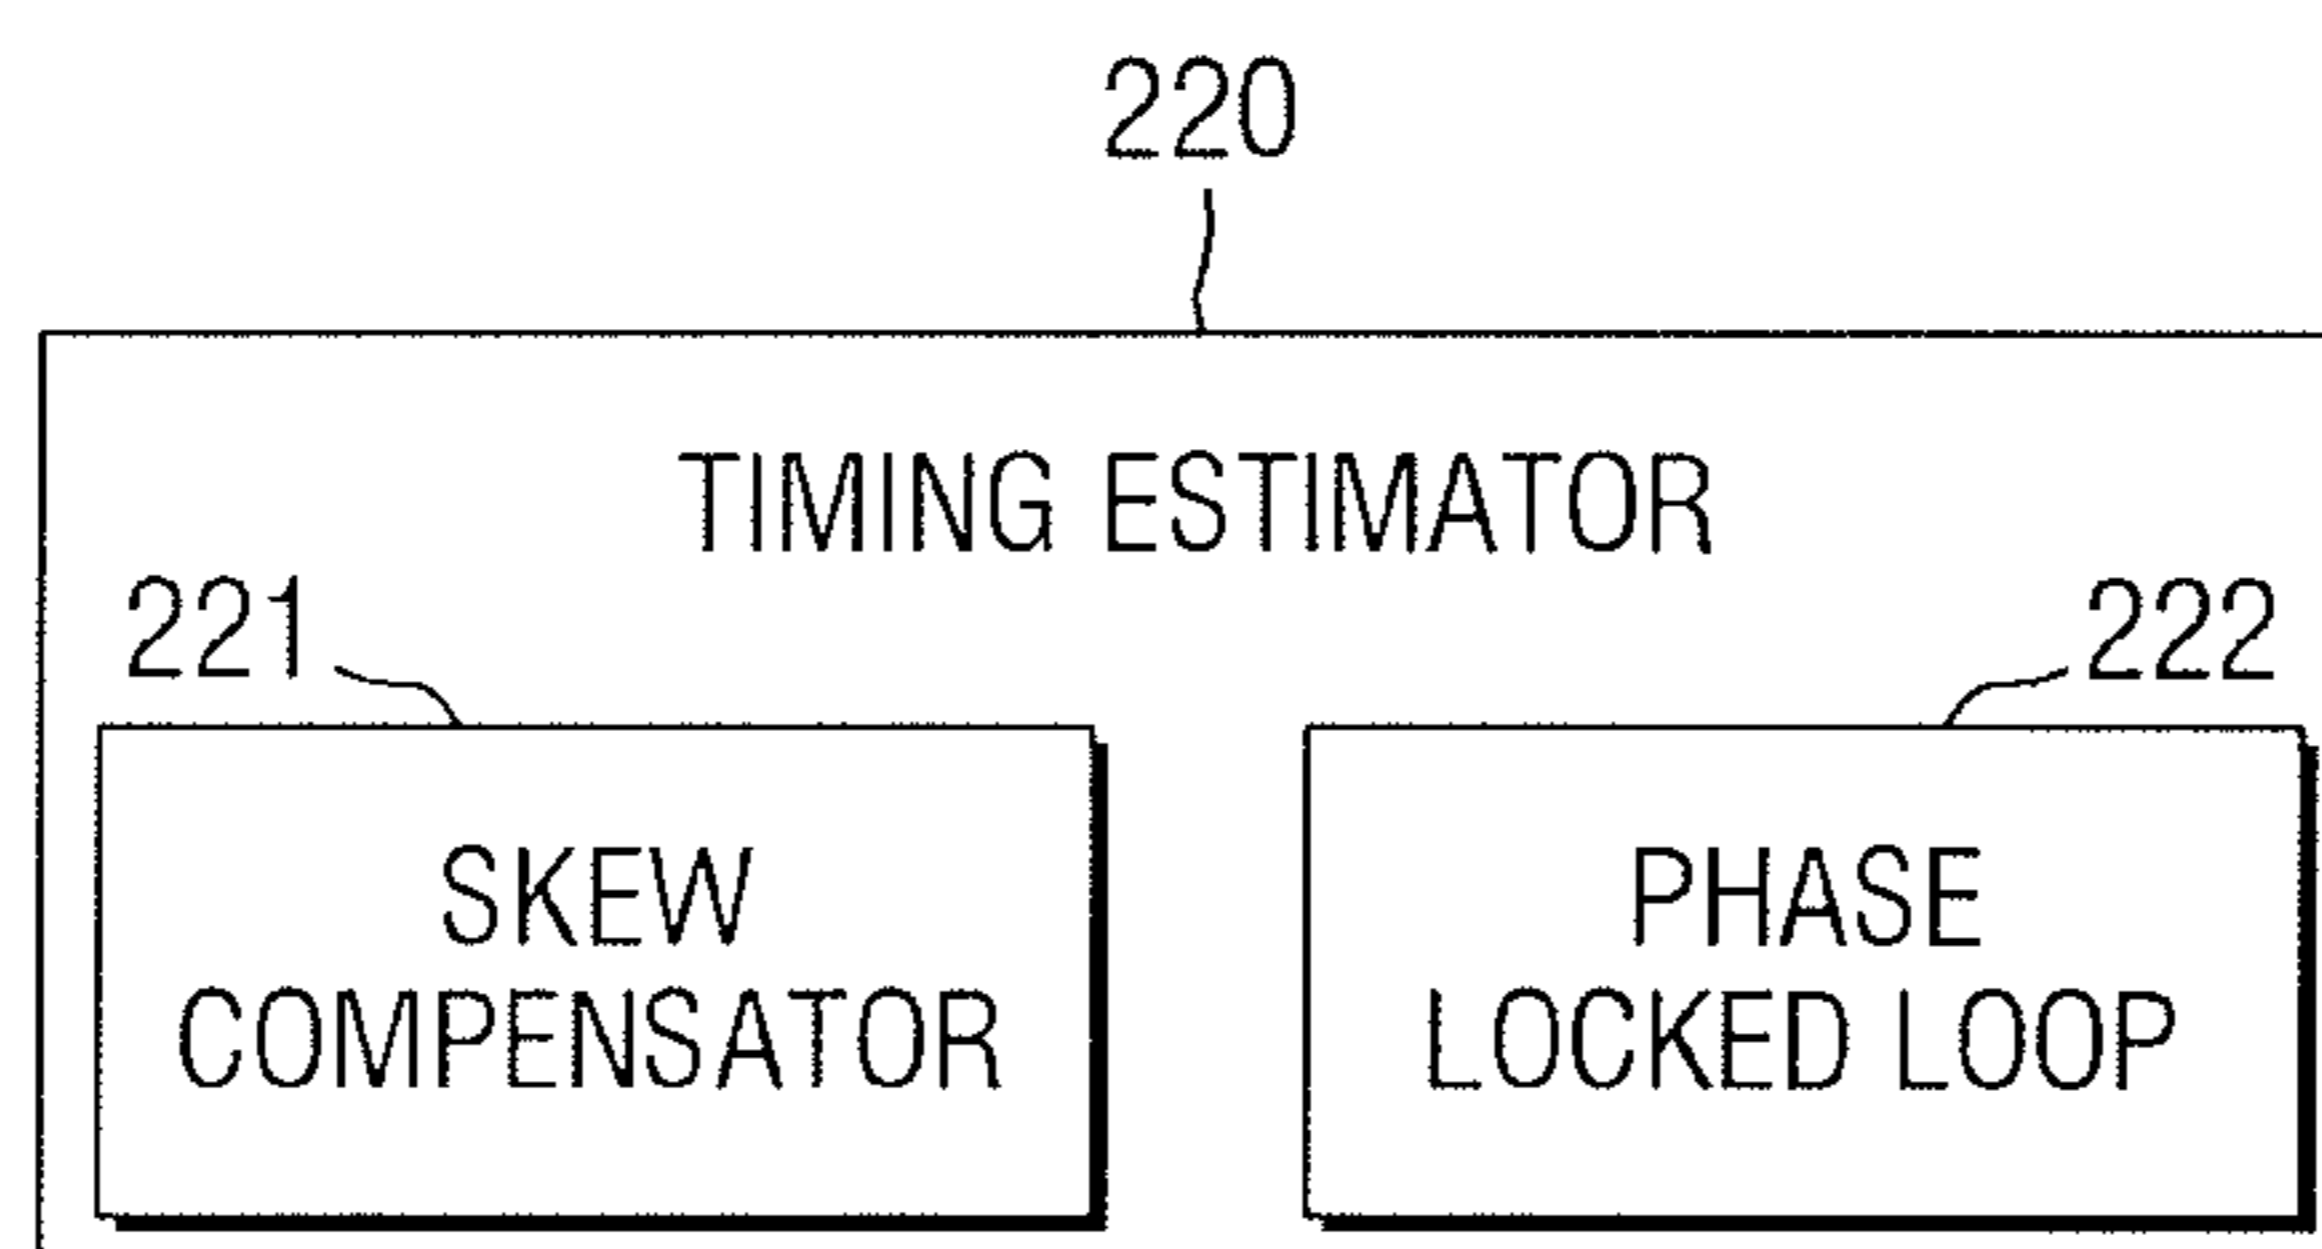 220
TIMING ESTIMATOR
221
222
SKEW
COMPENSATOR
PHASE
LOCKED LOOP